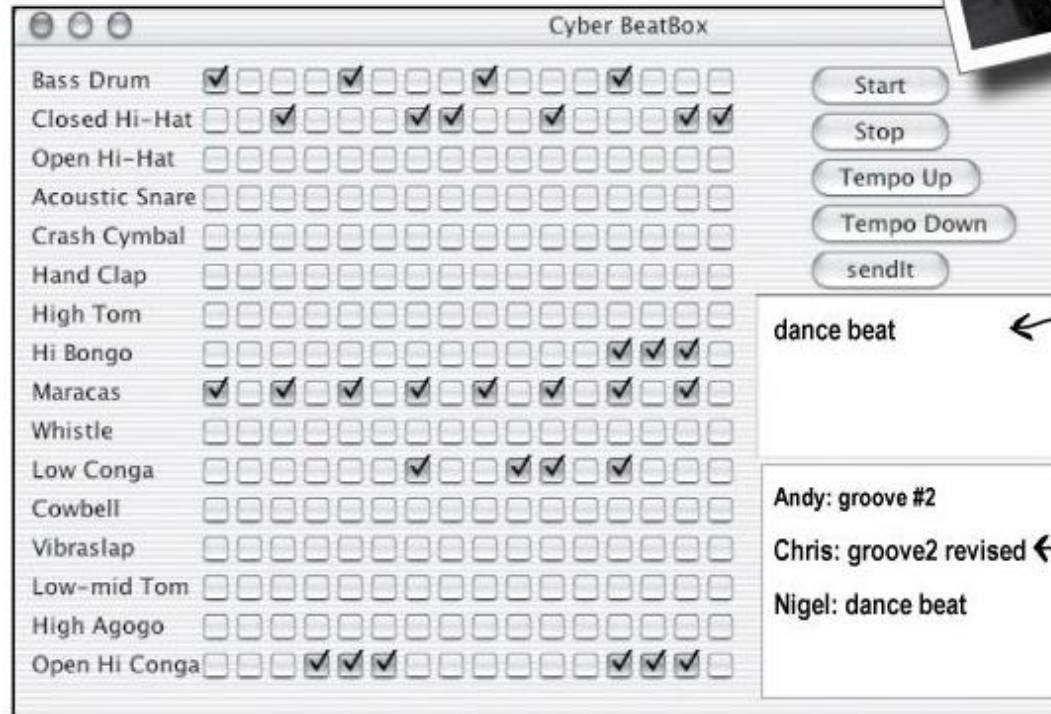 Cyber BeatBox
Bass Drum
Closed Hi-Hat
Open Hi-Hat
Acoustic Snare
Crash Cymbal
Hand Clap
High Tom
Hi Bongo
Maracas
Whistle
Low Conga
Cowbell
Vibraslap
Low-mid Tom
High Agogo
Open Hi Conga
Start
Stop
Tempo Up
Tempo Down
sendIt
dance beat
Andy: groove #2
Chris: groove2 revised
Nigel: dance beat